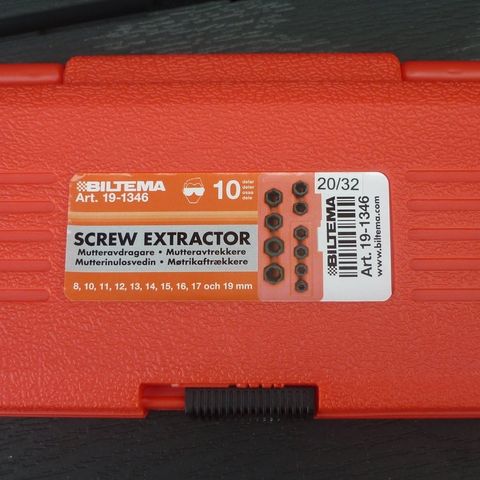 BILTEMA
Art. 19-1346
10 delar
deler
osaa
dele
SCREW EXTRACTOR
Mutteravdragare • Mutteravtrekkere
Mutterinulosvedin • Møtrikaftrækkere
8, 10, 11, 12, 13, 14, 15, 16, 17 och 19 mm
20/32
BILTEMA
Art. 19-1346
www.biltema.com